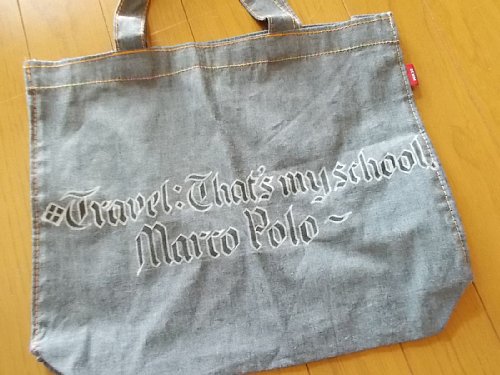 Travel: That's my school.
Marco Polo ~